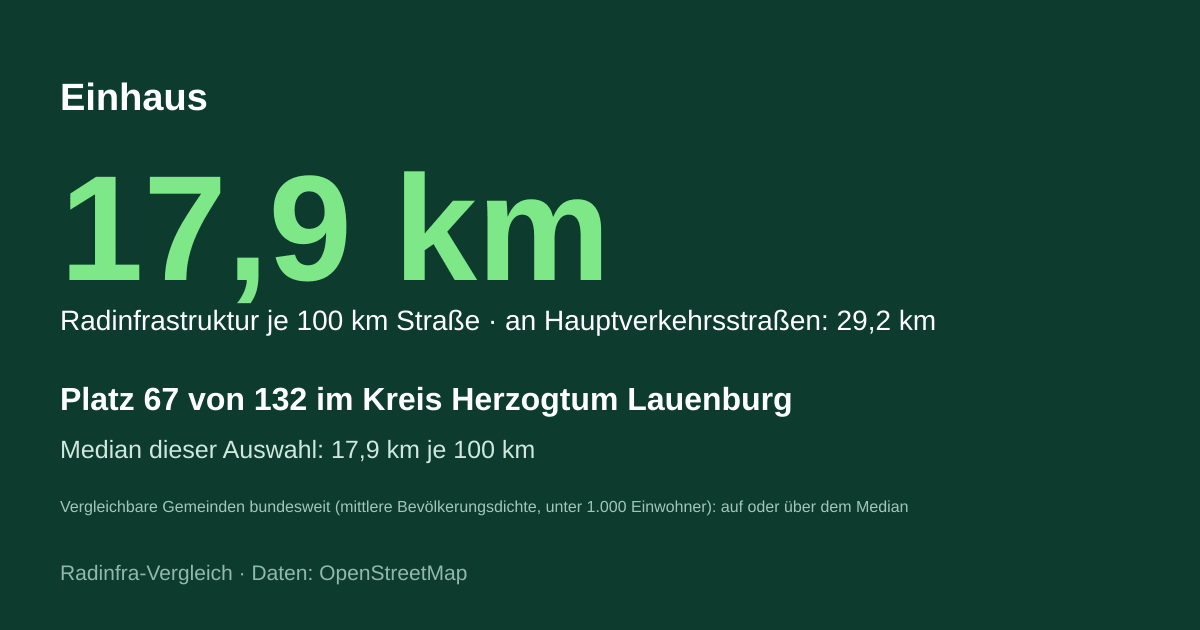 Einhaus
17,9 km
Radinfrastruktur je 100 km Straße · an Hauptverkehrsstraßen: 29,2 km
Platz 67 von 132 im Kreis Herzogtum Lauenburg
Median dieser Auswahl: 17,9 km je 100 km
Vergleichbare Gemeinden bundesweit (mittlere Bevölkerungsdichte, unter 1.000 Einwohner): auf oder über dem Median
Radinfra-Vergleich · Daten: OpenStreetMap